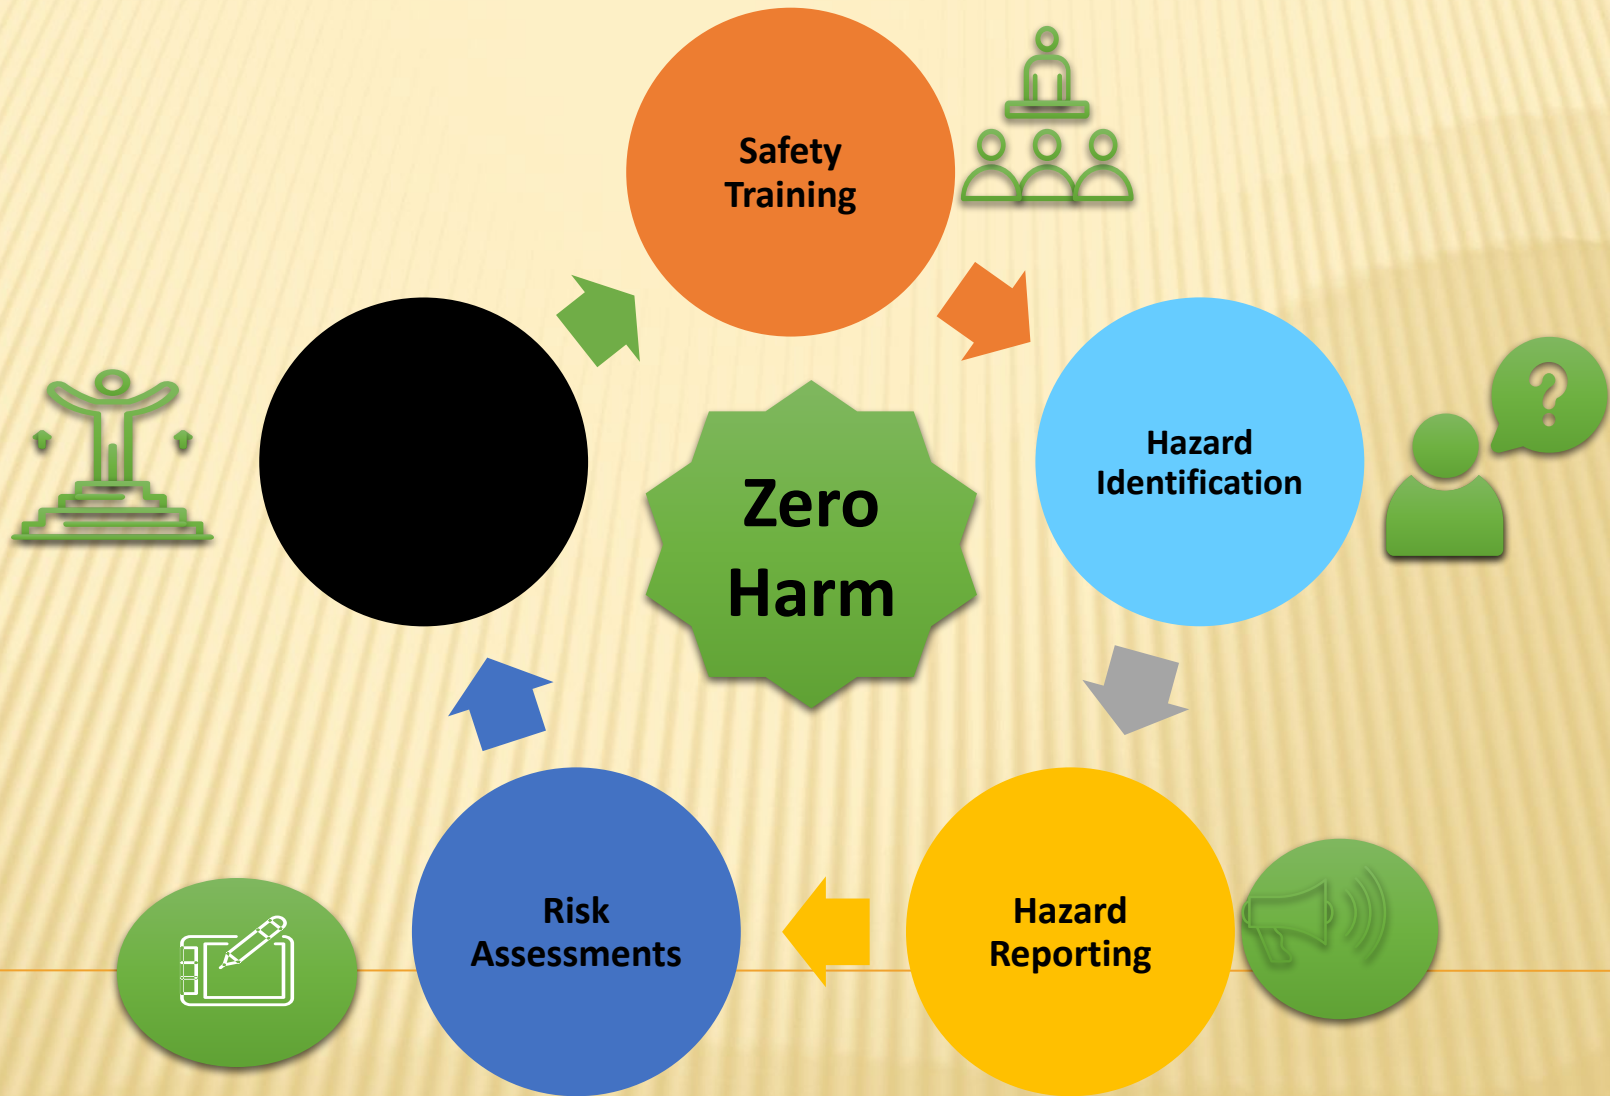 Safety
Training
Hazard
Identification
Zero
Harm
Hazard
Reporting
Risk
Assessments
?